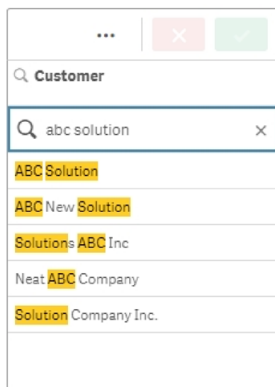 ...
Customer
abc solution
ABC Solution
ABC New Solution
Solutions ABC Inc
Neat ABC Company
Solution Company Inc.